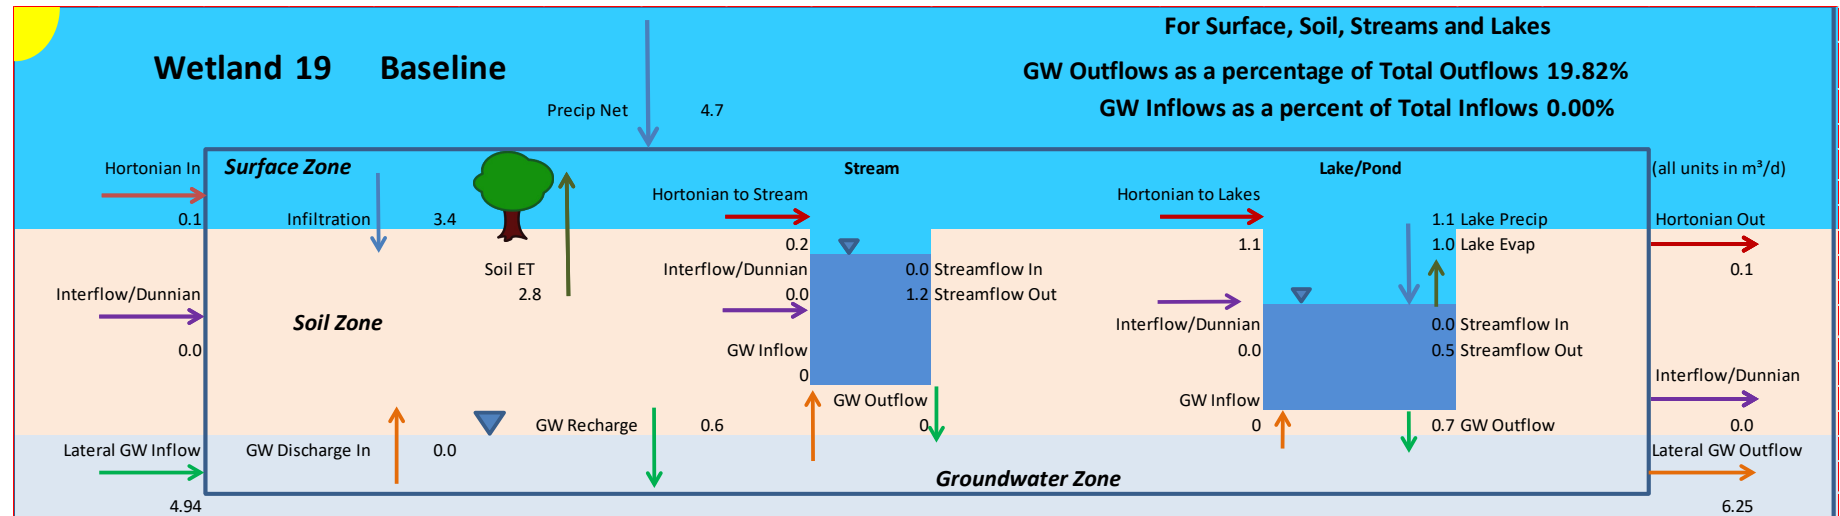 For Surface, Soil, Streams and Lakes
Wetland 19 Baseline
GW Outflows as a percentage of Total Outflows 19.82%
Precip Net 4.7
GW Inflows as a percent of Total Inflows 0.00%
Hortonian In
Surface Zone
Stream
Lake/Pond
(all units in m³/d)
Hortonian to Stream
Hortonian to Lakes
0.1
Infiltration 3.4
1.1 Lake Precip
Hortonian Out
0.2
1.1
1.0 Lake Evap
Soil ET
Interflow/Dunnian
0.0 Streamflow In
0.1
Interflow/Dunnian
2.8
0.0
1.2 Streamflow Out
Soil Zone
Interflow/Dunnian
0.0 Streamflow In
0.0
GW Inflow
0.0
0.5 Streamflow Out
0
Interflow/Dunnian
GW Outflow
GW Inflow
GW Recharge 0.6
0
0
0.7 GW Outflow
0.0
Lateral GW Inflow
GW Discharge In 0.0
Lateral GW Outflow
Groundwater Zone
4.94
6.25